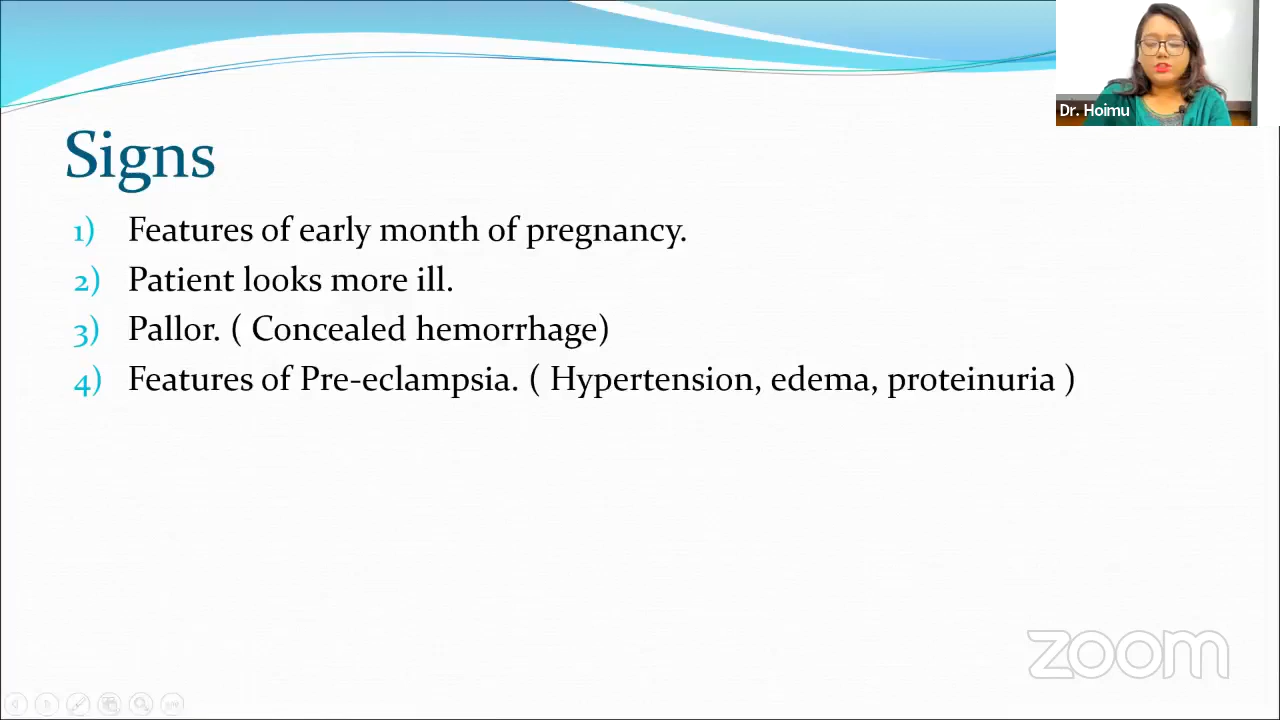 Dr. Hoimu
Signs
1) Features of early month of pregnancy.
2) Patient looks more ill.
3) Pallor. ( Concealed hemorrhage)
4) Features of Pre-eclampsia. ( Hypertension, edema, proteinuria )
zoom